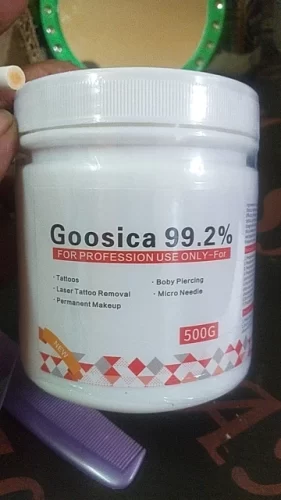 Goosica 99.2%
FOR PROFESSION USE ONLY-For
· Tattoos
· Laser Tattoo Removal
· Permanent Makeup
· Boby Piercing
· Micro Needle
500G
NEW